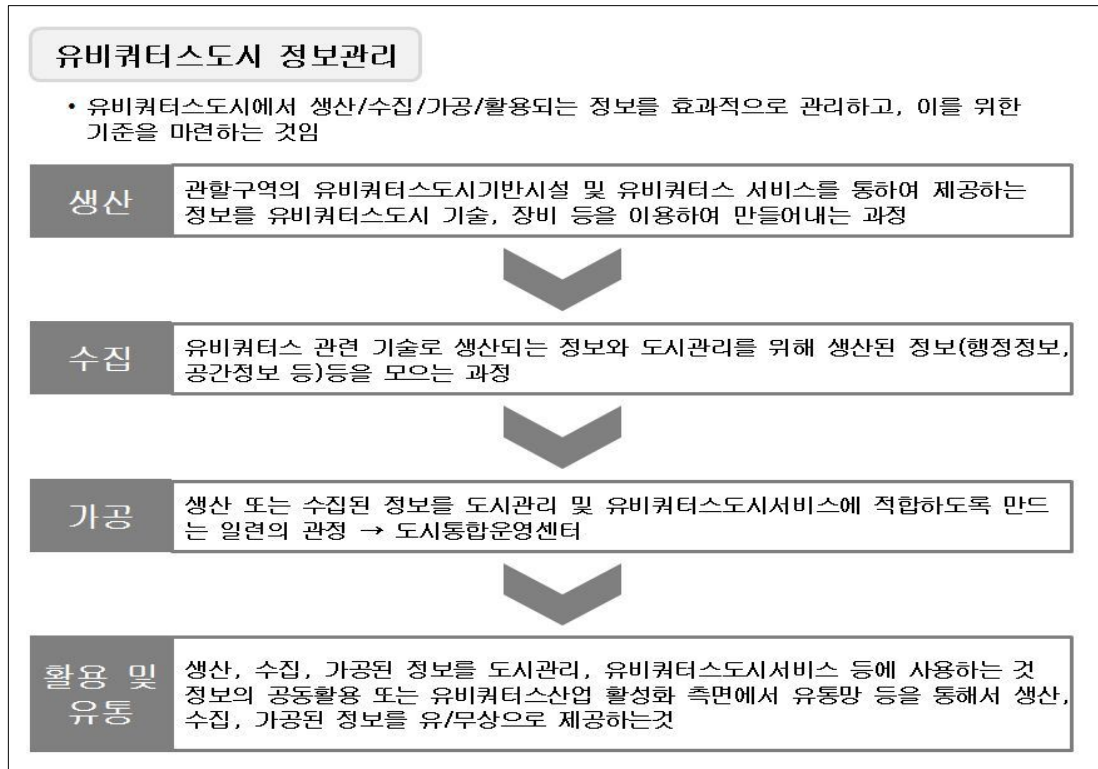 유비쿼터스도시 정보관리
• 유비쿼터스도시에서 생산/수집/가공/활용되는 정보를 효과적으로 관리하고, 이를 위한
기준을 마련하는 것임
생산
관할구역의 유비쿼터스도시기반시설 및 유비쿼터스 서비스를 통하여 제공하는
정보를 유비쿼터스도시 기술, 장비 등을 이용하여 만들어내는 과정
수집
유비쿼터스 관련 기술로 생산되는 정보와 도시관리를 위해 생산된 정보(행정정보,
공간정보 등)등을 모으는 과정
가공
생산 또는 수집된 정보를 도시관리 및 유비쿼터스도시서비스에 적합하도록 만드
는 일련의 관정 → 도시통합운영센터
활용 및
유통
생산, 수집, 가공된 정보를 도시관리, 유비쿼터스도시서비스 등에 사용하는 것
정보의 공동활용 또는 유비쿼터스산업 활성화 측면에서 유통망 등을 통해서 생산,
수집, 가공된 정보를 유/무상으로 제공하는것